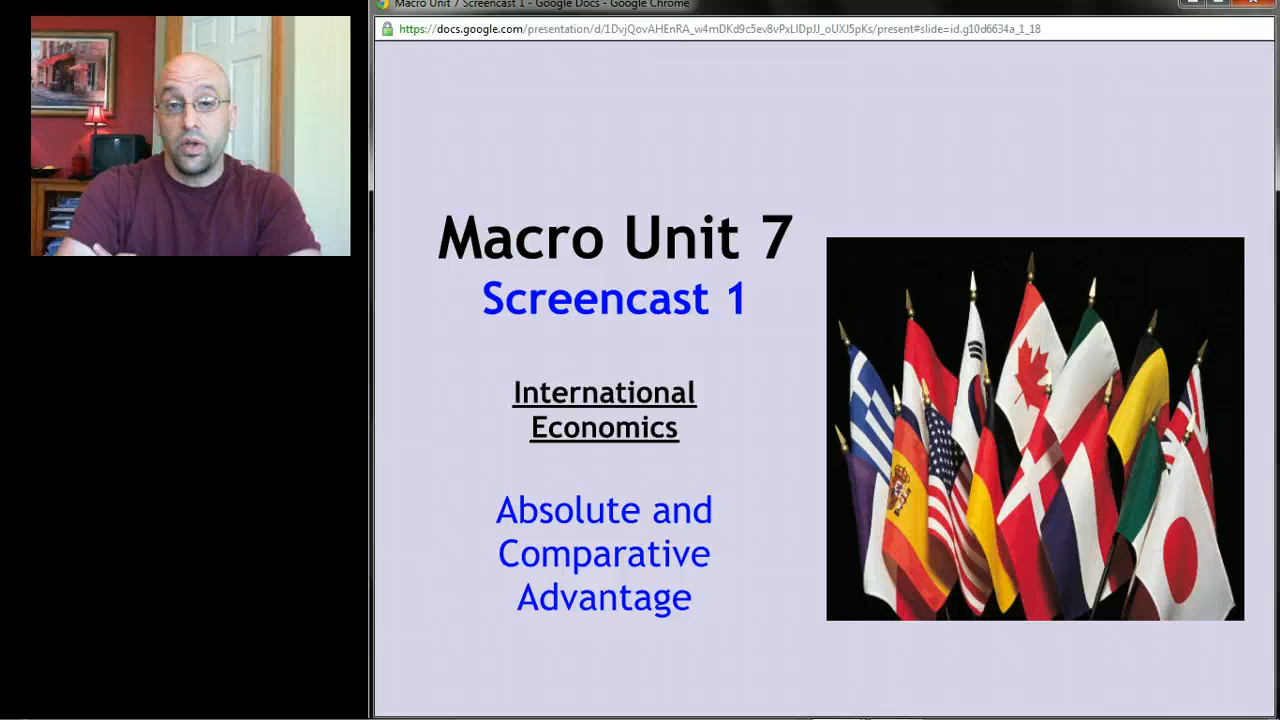 Macro Unit 7 Screencast 1 - Google Docs - Google Chrome
https://docs.google.com/presentation/d/1DvjQovAHEnRA_w4mDKd9c5ev8vPxLlDpJJ_oUXJ5pKs/present#slide=id.g10d6634a_1_18
Macro Unit 7
Screencast 1
International
Economics
Absolute and
Comparative
Advantage